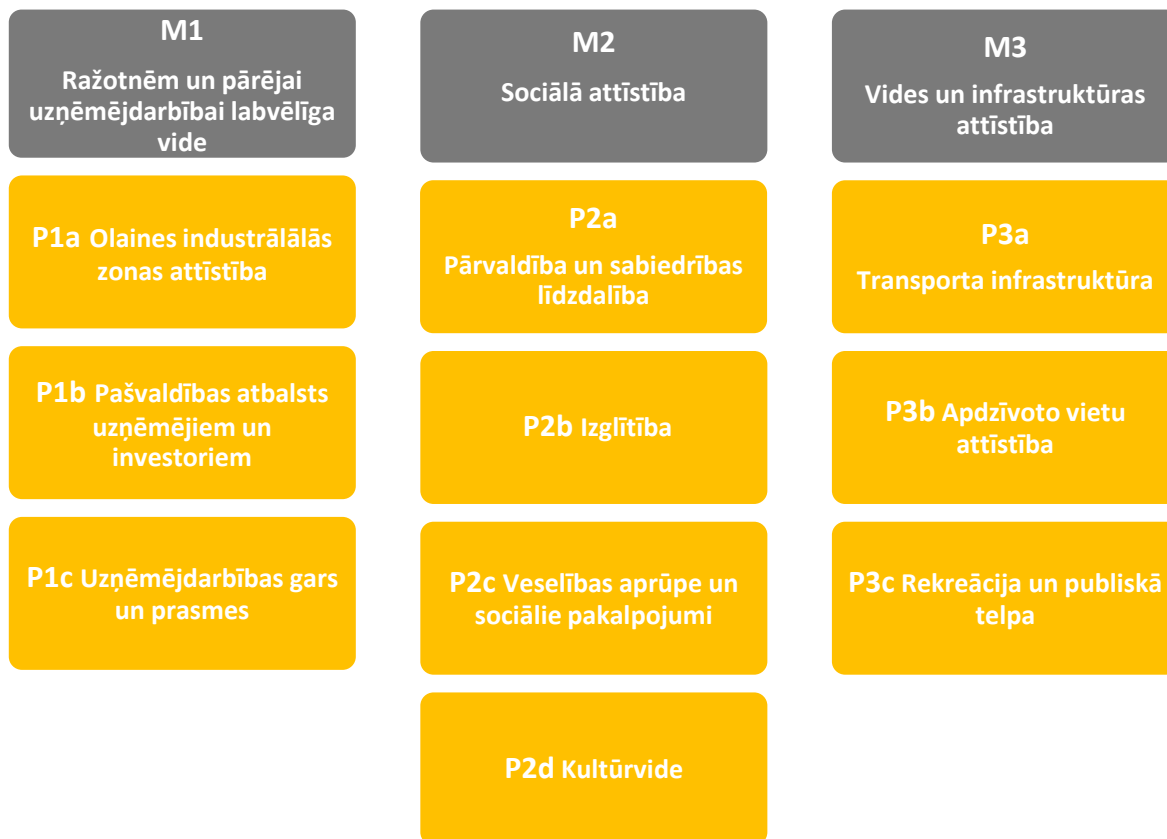 M1
Ražotnēm un pārējai
uzņēmējdarbībai labvēlīga
vide
P1a Olaines industrālālās
zonas attīstība
P1b Pašvaldības atbalsts
uzņēmējiem un
investoriem
P1c Uzņēmējdarbības gars
un prasmes
M2
Sociālā attīstība
P2a
Pārvaldība un sabiedrības
līdzdalība
P2b Izglītība
P2c Veselības aprūpe un
sociālie pakalpojumi
P2d Kultūrvide
M3
Vides un infrastruktūras
attīstība
P3a
Transporta infrastruktūra
P3b Apdzīvoto vietu
attīstība
P3c Rekreācija un publiskā
telpa